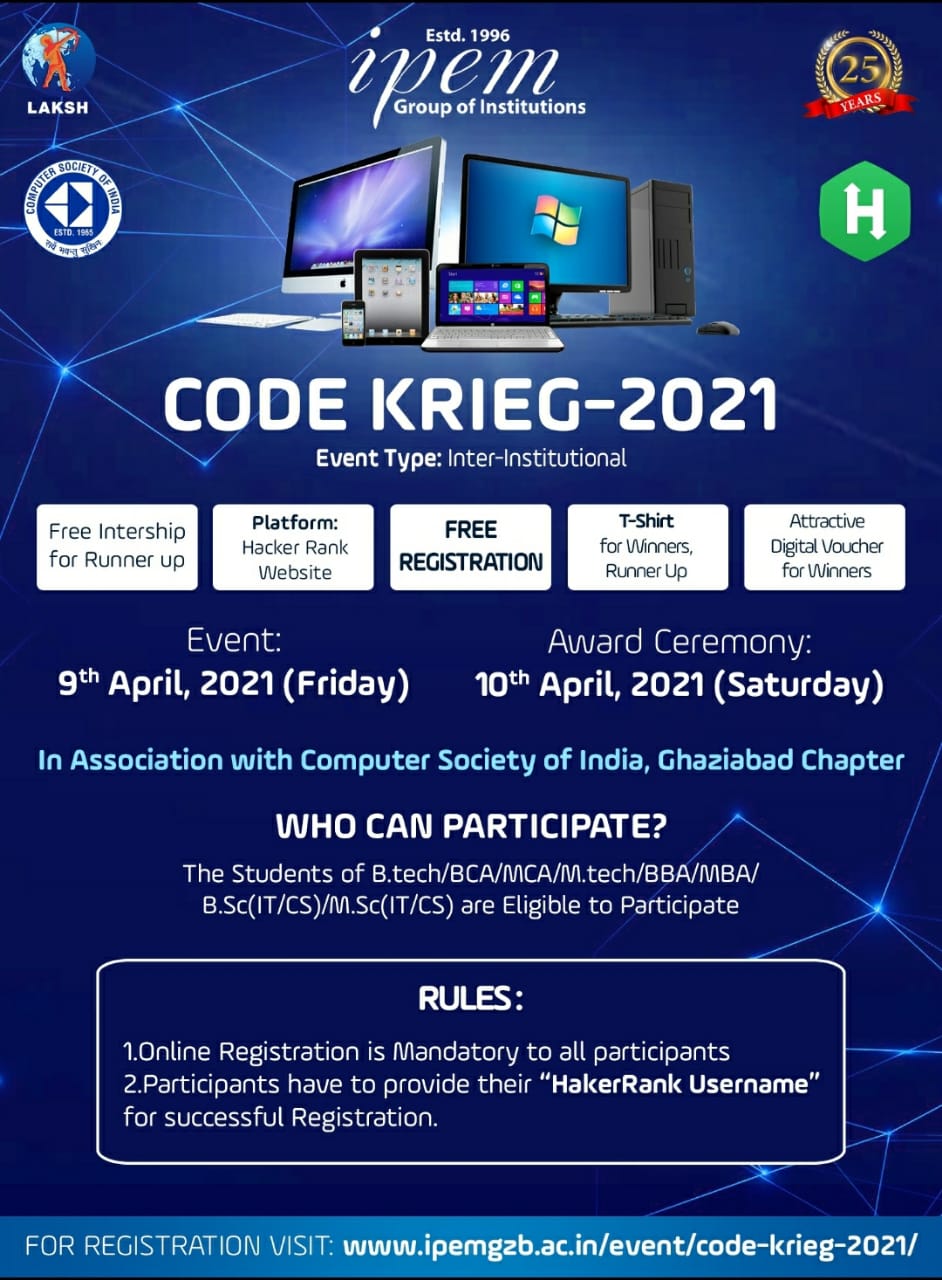 Estd. 1996
ipem
Group of Institutions
LAKSH
25
YEARS
COMPUTER SOCIETY OF INDIA
ESTD. 1965
सर्वे भवन्तु सुखिनः
H
Start
CODE KRIEG-2021
Event Type: Inter-Institutional
Free Intership
for Runner up
Platform:
Hacker Rank
Website
FREE
REGISTRATION
T-Shirt
for Winners,
Runner Up
Attractive
Digital Voucher
for Winners
Event:
9th April, 2021 (Friday)
Award Ceremony:
10th April, 2021 (Saturday)
In Association with Computer Society of India, Ghaziabad Chapter
WHO CAN PARTICIPATE?
The Students of B.tech/BCA/MCA/M.tech/BBA/MBA/
B.Sc(IT/CS)/M.Sc(IT/CS) are Eligible to Participate
RULES:
1.Online Registration is Mandatory to all participants
2.Participants have to provide their “HakerRank Username”
for successful Registration.
FOR REGISTRATION VISIT: www.ipemgzb.ac.in/event/code-krieg-2021/